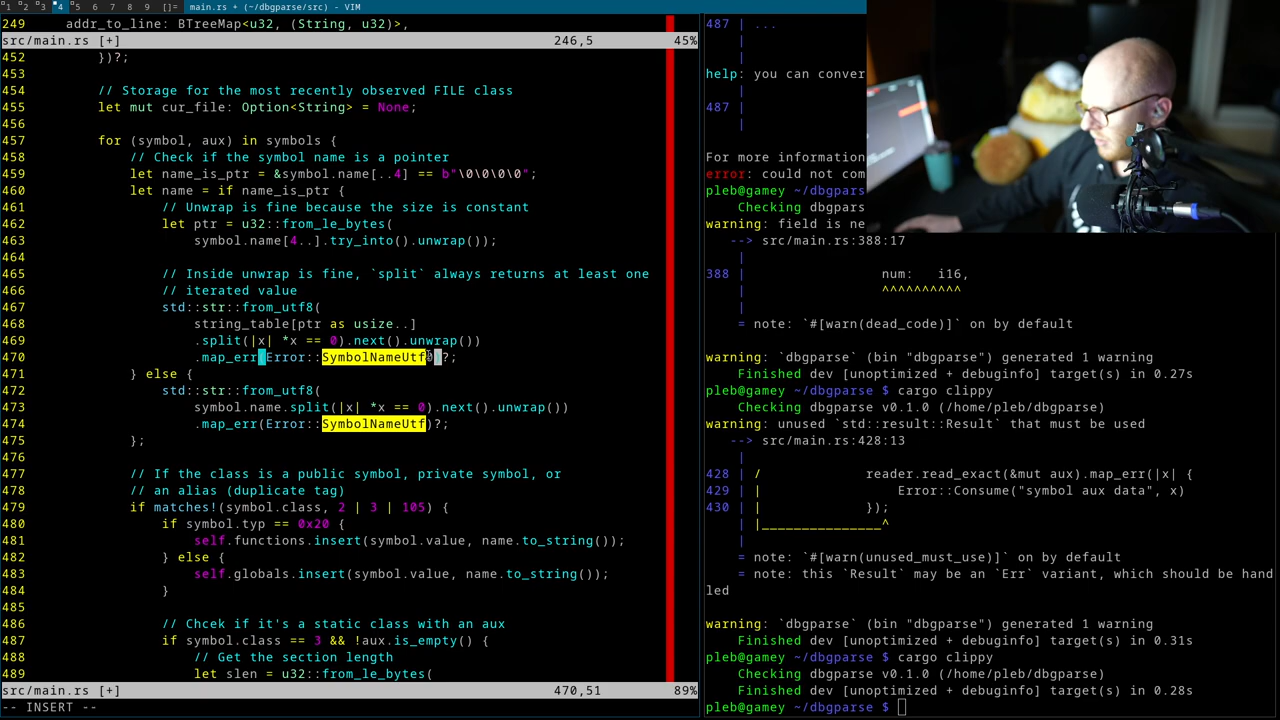 1 2 3 4 5 6 7 8 9 []= main.rs + (~/dbgparse/src) - VIM
249     addr_to_line: BTreeMap<u32, (String, u32)>,
src/main.rs [+] 246,5 45%
452         })?;
453
454         // Storage for the most recently observed FILE class
455         let mut cur_file: Option<String> = None;
456
457         for (symbol, aux) in symbols {
458             // Check if the symbol name is a pointer
459             let name_is_ptr = &symbol.name[..4] == b"\0\0\0\0";
460             let name = if name_is_ptr {
461                 // Unwrap is fine because the size is constant
462                 let ptr = u32::from_le_bytes(
463                     symbol.name[4..].try_into().unwrap());
464
465                 // Inside unwrap is fine, `split` always returns at least one
466                 // iterated value
467                 std::str::from_utf8(
468                     string_table[ptr as usize..]
469                     .split(|x| *x == 0).next().unwrap())
470                     .map_err(Error::SymbolNameUtf8)?;
471             } else {
472                 std::str::from_utf8(
473                     symbol.name.split(|x| *x == 0).next().unwrap())
474                     .map_err(Error::SymbolNameUtf)?;
475             };
476
477             // If the class is a public symbol, private symbol, or
478             // an alias (duplicate tag)
479             if matches!(symbol.class, 2 | 3 | 105) {
480                 if symbol.typ == 0x20 {
481                     self.functions.insert(symbol.value, name.to_string());
482                 } else {
483                     self.globals.insert(symbol.value, name.to_string());
484                 }
485
486                 // Chcek if it's a static class with an aux
487                 if symbol.class == 3 && !aux.is_empty() {
488                     // Get the section length
489                     let slen = u32::from_le_bytes(
src/main.rs [+] 470,51 89%
-- INSERT --
487 | ...
|
|
help: you can conver
|
487 |
|
For more information
error: could not com
pleb@gamey ~/dbgpars
Checking dbgpars
warning: field is ne
--> src/main.rs:388:17
|
388 |                 num:    i16,
|                 ^^^^^^^^^^
|
= note: `#[warn(dead_code)]` on by default
warning: `dbgparse` (bin "dbgparse") generated 1 warning
Finished dev [unoptimized + debuginfo] target(s) in 0.27s
pleb@gamey ~/dbgparse $ cargo clippy
Checking dbgparse v0.1.0 (/home/pleb/dbgparse)
warning: unused `std::result::Result` that must be used
--> src/main.rs:428:13
|
428 | /             reader.read_exact(&mut aux).map_err(|x| {
429 | |                 Error::Consume("symbol aux data", x)
430 | |             });
|_______________^
|
= note: `#[warn(unused_must_use)]` on by default
= note: this `Result` may be an `Err` variant, which should be hand
led
warning: `dbgparse` (bin "dbgparse") generated 1 warning
Finished dev [unoptimized + debuginfo] target(s) in 0.31s
pleb@gamey ~/dbgparse $ cargo clippy
Checking dbgparse v0.1.0 (/home/pleb/dbgparse)
Finished dev [unoptimized + debuginfo] target(s) in 0.28s
pleb@gamey ~/dbgparse $